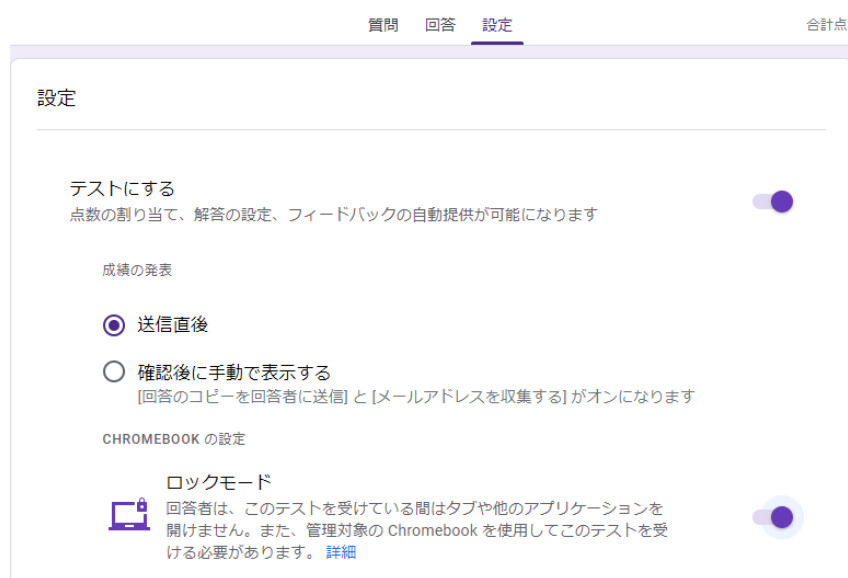 質問 回答 設定 合計点
設定
テストにする
点数の割り当て、解答の設定、フィードバックの自動提供が可能になります
成績の発表
送信直後
確認後に手動で表示する
[回答のコピーを回答者に送信] と [メールアドレスを収集する] がオンになります
CHROMEBOOK の設定
ロックモード
回答者は、このテストを受けている間はタブや他のアプリケーションを
開けません。また、管理対象の Chromebook を使用してこのテストを受
ける必要があります。 詳細